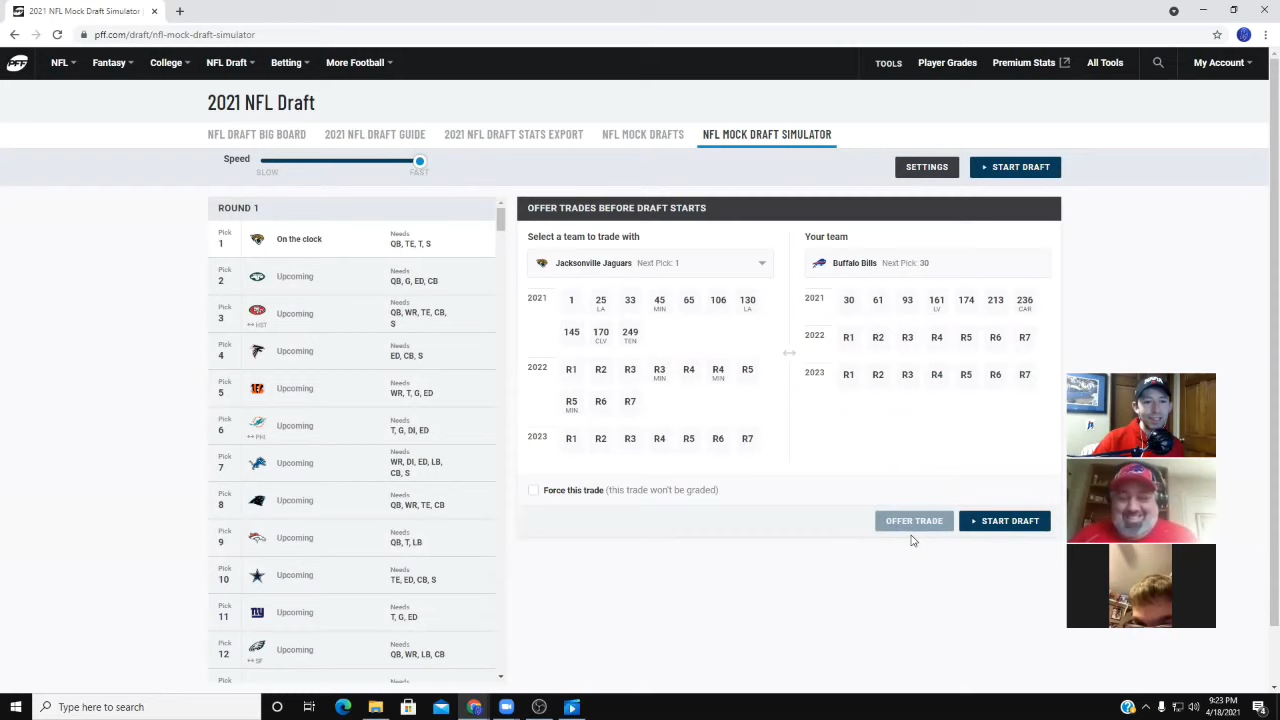 2021 NFL Mock Draft Simulator
pff.com/draft/nfl-mock-draft-simulator
PFF NFL Fantasy College NFL Draft Betting More Football TOOLS Player Grades Premium Stats All Tools My Account
2021 NFL Draft
NFL DRAFT BIG BOARD 2021 NFL DRAFT GUIDE 2021 NFL DRAFT STATS EXPORT NFL MOCK DRAFTS NFL MOCK DRAFT SIMULATOR
Speed
SLOW FAST
SETTINGS START DRAFT
ROUND 1
Pick 1 On the clock Needs
QB, TE, T, S
Pick 2 Upcoming Needs
QB, G, ED, CB
Pick 3 Upcoming Needs
↔ HST QB, WR, TE, CB,
S
Pick 4 Upcoming Needs
ED, CB, S
Pick 5 Upcoming Needs
WR, T, G, ED
Pick 6 Upcoming Needs
↔ PHI T, G, DI, ED
Pick 7 Upcoming Needs
WR, DI, ED, LB,
CB, S
Pick 8 Upcoming Needs
QB, WR, TE, CB
Pick 9 Upcoming Needs
QB, T, LB
Pick 10 Upcoming Needs
TE, ED, CB, S
Pick 11 Upcoming Needs
T, G, ED
Pick 12 Upcoming Needs
↔ SF QB, WR, LB, CB
Pick
OFFER TRADES BEFORE DRAFT STARTS
Select a team to trade with
Jacksonville Jaguars Next Pick: 1
2021 1 25 33 45 65 106 130
LA MIN LA
145 170 249
CLV TEN
2022 R1 R2 R3 R3 R4 R4 R5
MIN MIN
R5 R6 R7
MIN
2023 R1 R2 R3 R4 R5 R6 R7
Your team
Buffalo Bills Next Pick: 30
2021 30 61 93 161 174 213 236
LV CAR
2022 R1 R2 R3 R4 R5 R6 R7
2023 R1 R2 R3 R4 R5 R6 R7
Force this trade (this trade won't be graded)
OFFER TRADE START DRAFT
Type here to search
9:23 PM
4/18/2021
4